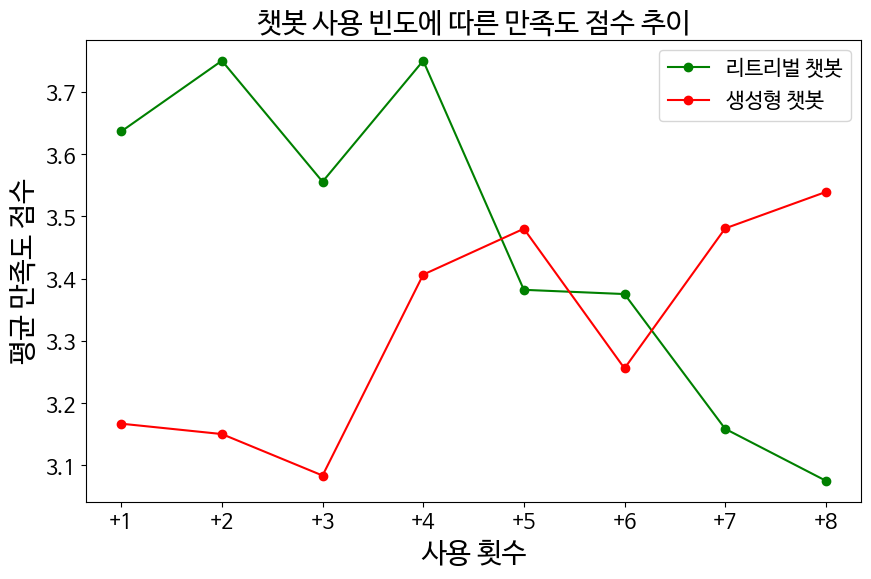 챗봇 사용 빈도에 따른 만족도 점수 추이
리트리벌 챗봇
생성형 챗봇
평균 만족도 점수
3.7
3.6
3.5
3.4
3.3
3.2
3.1
+1 +2 +3 +4 +5 +6 +7 +8
사용 횟수